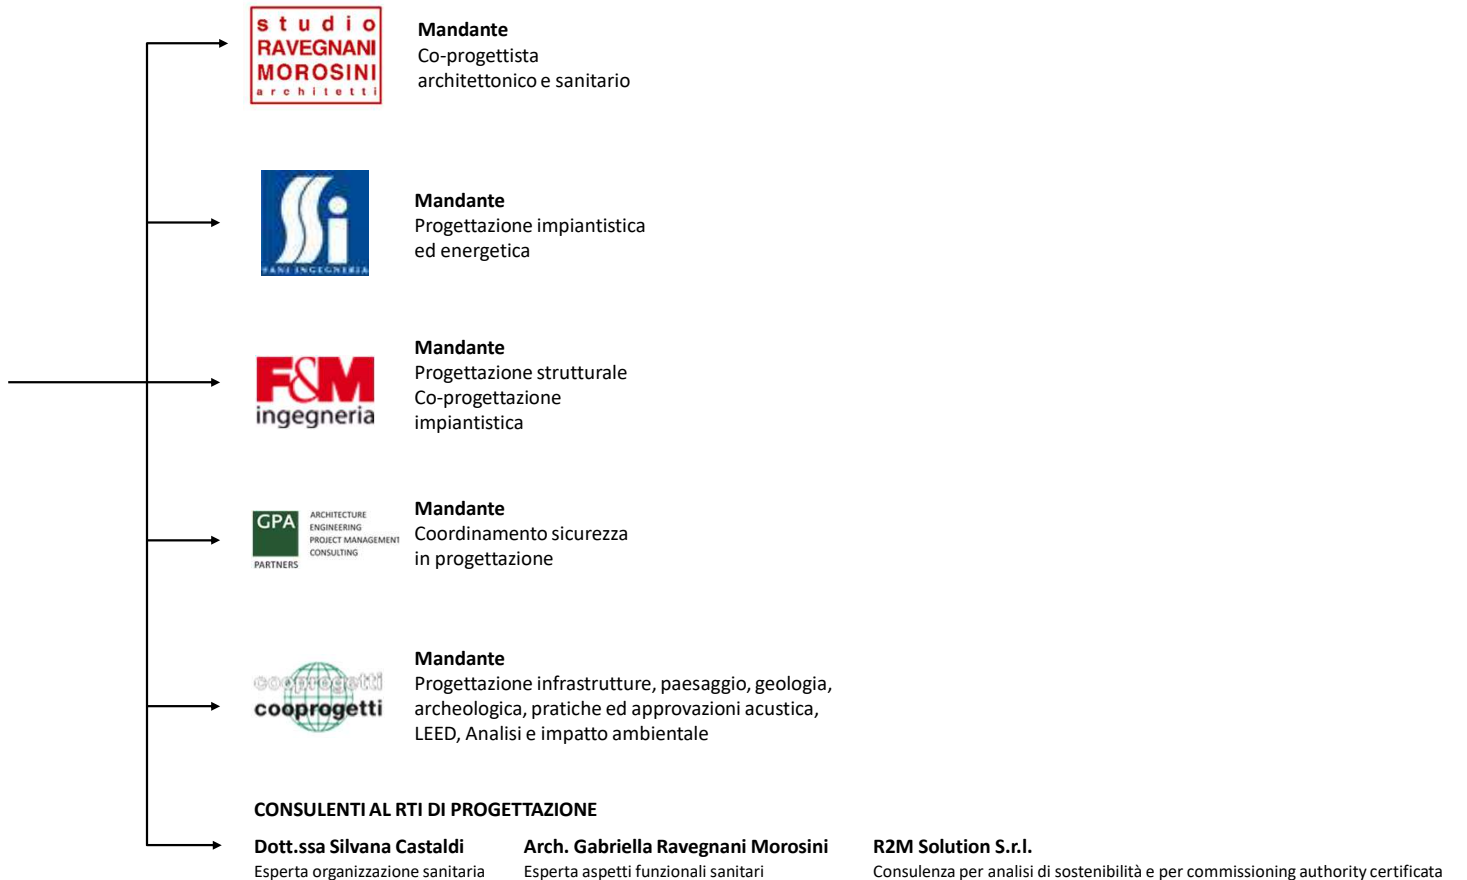 studio
RAVEGNANI
MOROSINI
architetti
Mandante
Co-progettista
architettonico e sanitario
SSi
SANI INGEGNERIA
Mandante
Progettazione impiantistica
ed energetica
F&M
ingegneria
Mandante
Progettazione strutturale
Co-progettazione
impiantistica
GPA
PARTNERS
ARCHITECTURE
ENGINEERING
PROJECT MANAGEMENT
CONSULTING
Mandante
Coordinamento sicurezza
in progettazione
cooprogetti
cooprogetti
Mandante
Progettazione infrastrutture, paesaggio, geologia,
archeologica, pratiche ed approvazioni acustica,
LEED, Analisi e impatto ambientale
CONSULENTI AL RTI DI PROGETTAZIONE
Dott.ssa Silvana Castaldi
Esperta organizzazione sanitaria
Arch. Gabriella Ravegnani Morosini
Esperta aspetti funzionali sanitari
R2M Solution S.r.l.
Consulenza per analisi di sostenibilità e per commissioning authority certificata